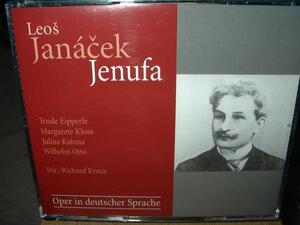 Leoš
Janáček
Jenufa
Trude Eipperle
Margarete Klose
Julius Katona
Wilhelm Otto
Dir.: Richard Kraus
Oper in deutscher Sprache